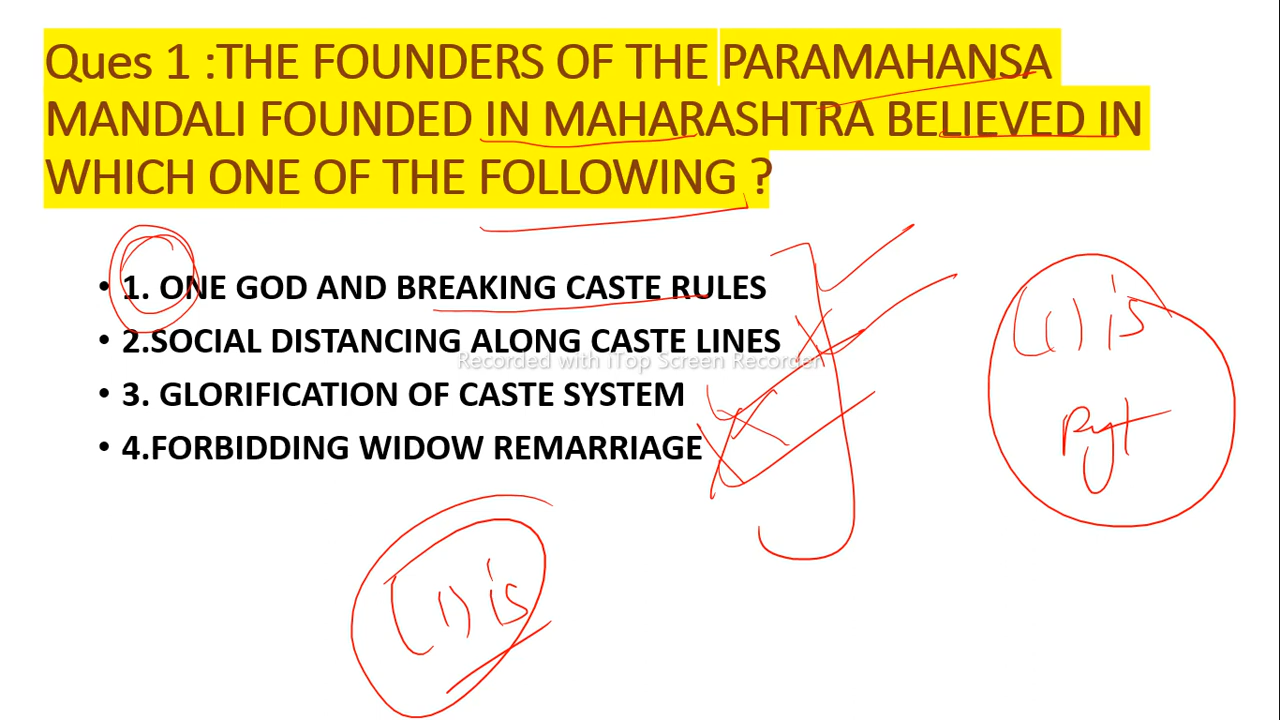 Ques 1 :THE FOUNDERS OF THE PARAMAHANSA
MANDALI FOUNDED IN MAHARASHTRA BELIEVED IN
WHICH ONE OF THE FOLLOWING ?
• 1. ONE GOD AND BREAKING CASTE RULES
• 2.SOCIAL DISTANCING ALONG CASTE LINES
Recorded with iTop Screen Recorder
• 3. GLORIFICATION OF CASTE SYSTEM
• 4.FORBIDDING WIDOW REMARRIAGE
(1) is
(1) is